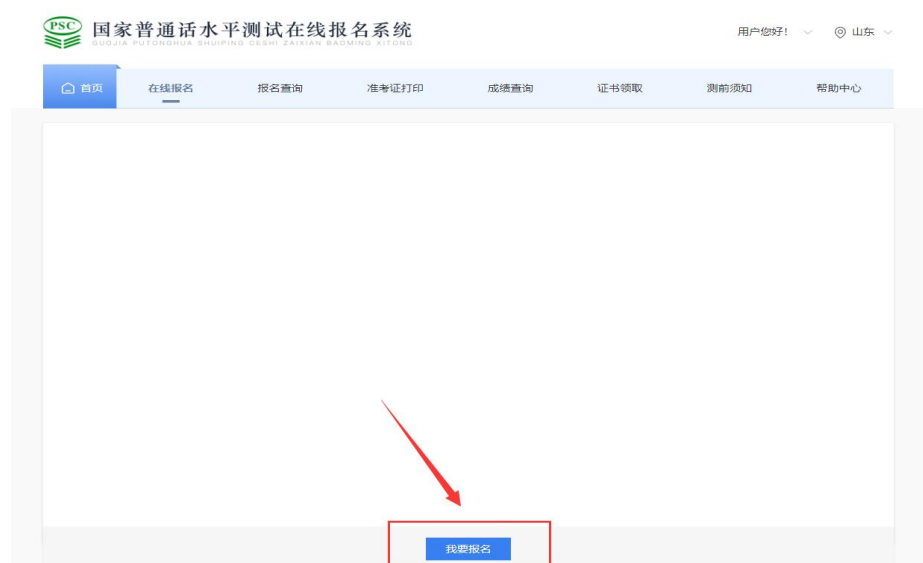 PSC
国家普通话水平测试在线报名系统
GUOJIA PUTONGHUA SHUIPING CESHI ZAIXIAN BAOMING XITONG
用户您好! 山东
首页 在线报名 报名查询 准考证打印 成绩查询 证书领取 测前须知 帮助中心
我要报名